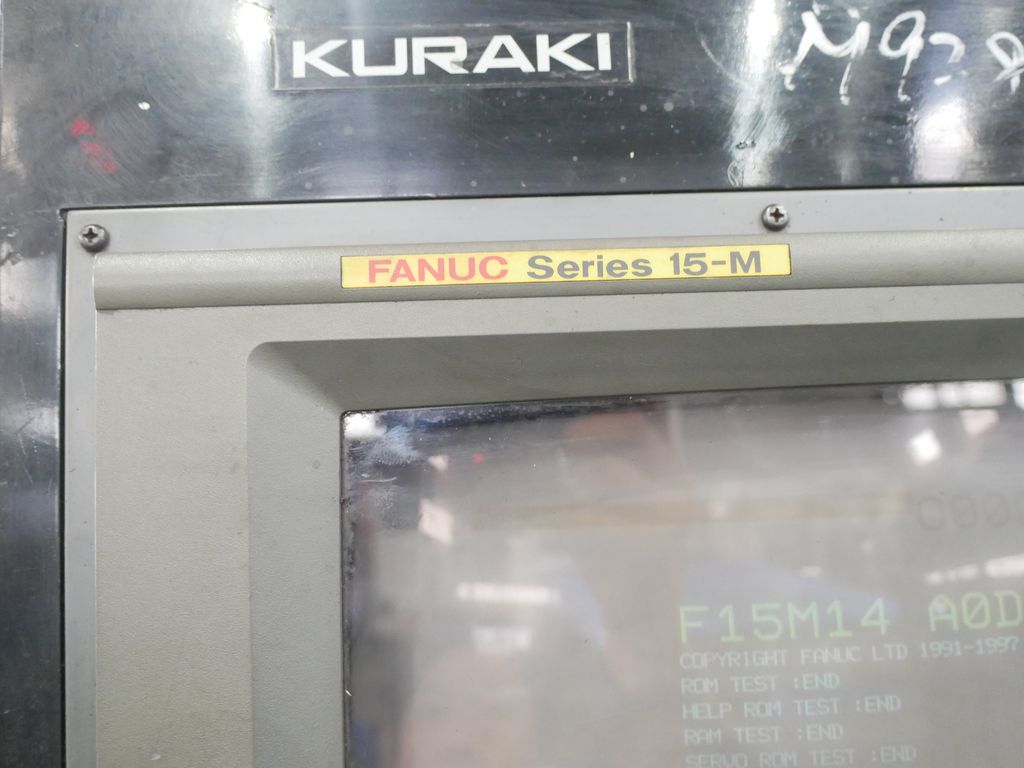 KURAKI
FANUC Series 15-M
F15M14 A0D
COPYRIGHT FANUC LTD 1991-1997
ROM TEST :END
HELP ROM TEST :END
RAM TEST :END
SERVO ROM TEST :END